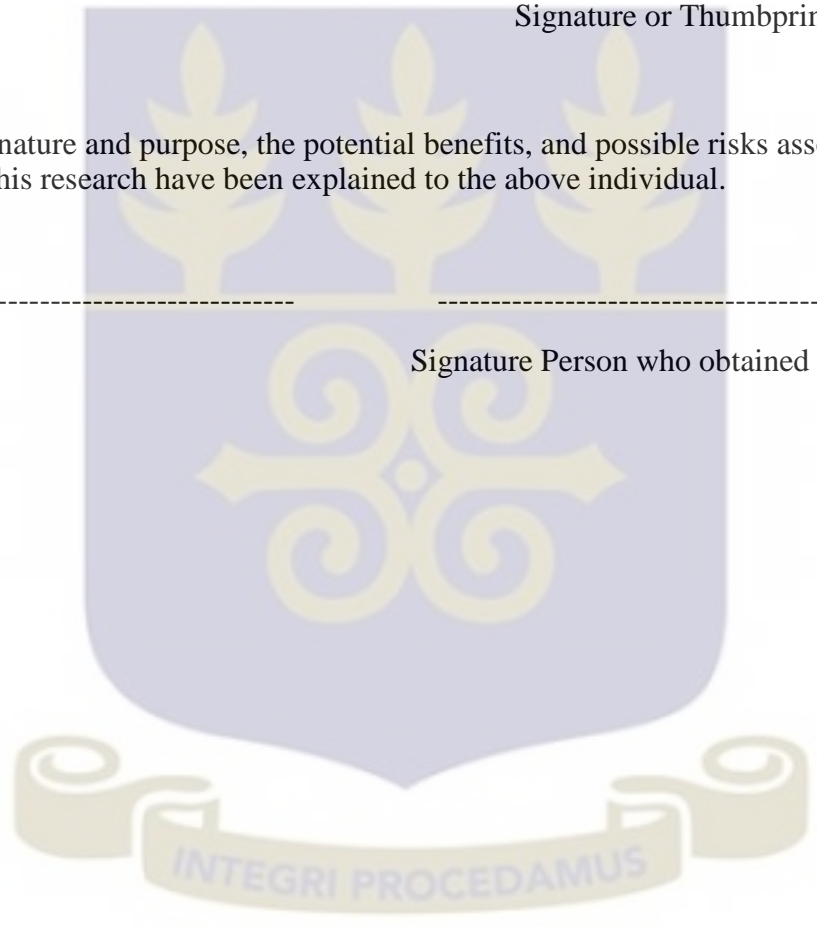 Signature or Thumbprin
nature and purpose, the potential benefits, and possible risks ass
his research have been explained to the above individual.
------------------------------ --------------------------------------
Signature Person who obtained
INTEGRI PROCEDAMUS